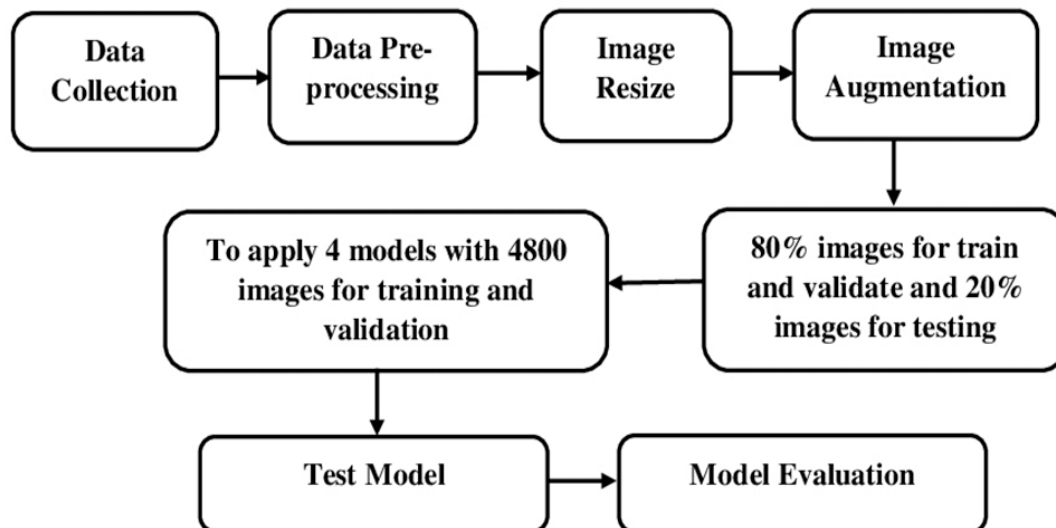 Data
Collection
Data Pre-
processing
Image
Resize
Image
Augmentation
80% images for train
and validate and 20%
images for testing
To apply 4 models with 4800
images for training and
validation
Test Model
Model Evaluation